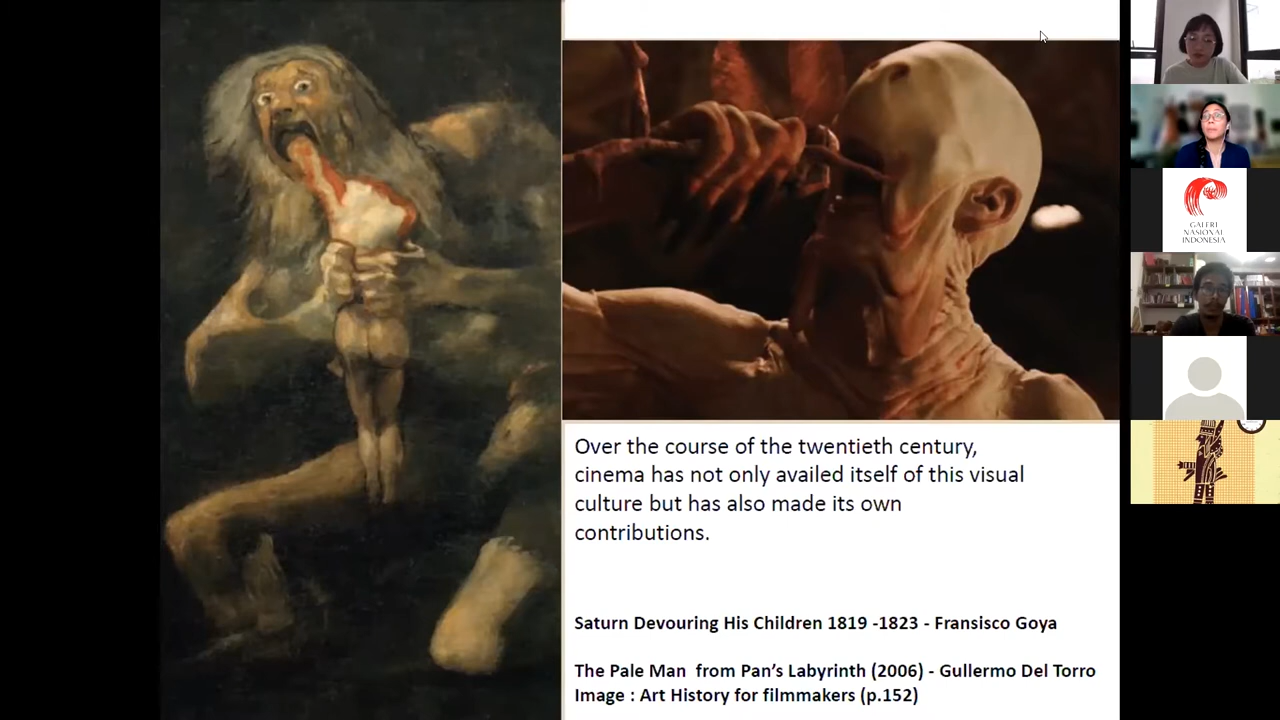 Over the course of the twentieth century,
cinema has not only availed itself of this visual
culture but has also made its own
contributions.
Saturn Devouring His Children 1819 -1823 - Fransisco Goya
The Pale Man from Pan's Labyrinth (2006) - Gullermo Del Torro
Image : Art History for filmmakers (p.152)
GALERI
NASIONAL
INDONESIA